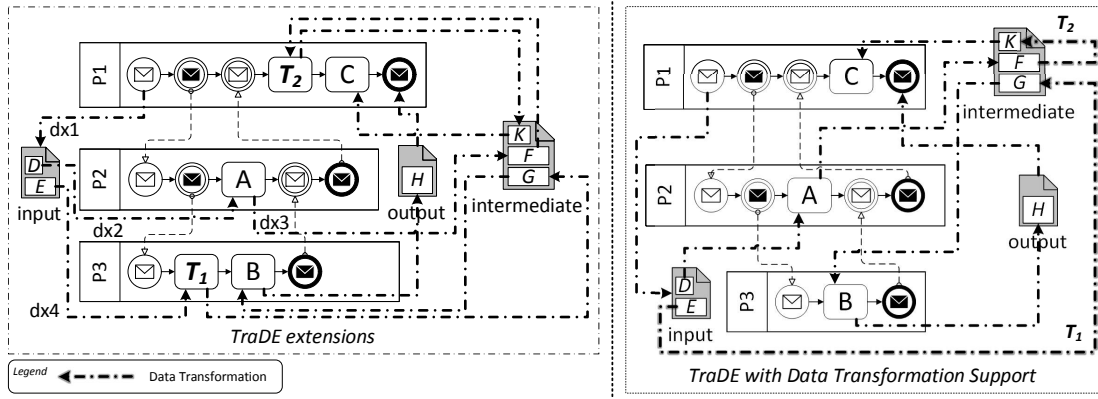 P1
T2
C
dx1
D
E
input
P2
A
dx2
dx3
H
output
K
F
G
intermediate
P3
T1
B
dx4
TraDE extensions
Legend
Data Transformation
P1
C
K
F
G
intermediate
T2
P2
A
H
output
D
E
input
P3
B
T1
TraDE with Data Transformation Support